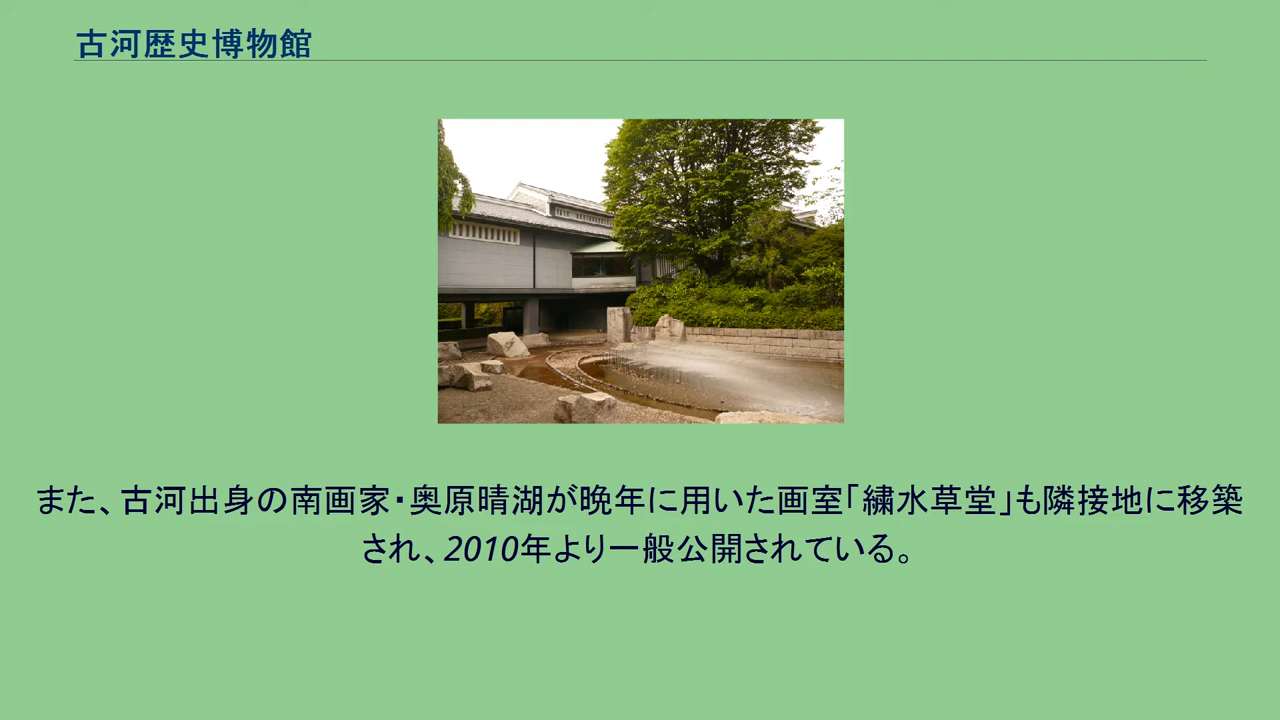 古河歴史博物館
また、古河出身の南画家・奥原晴湖が晩年に用いた画室「繍水草堂」も隣接地に移築
され、2010年より一般公開されている。